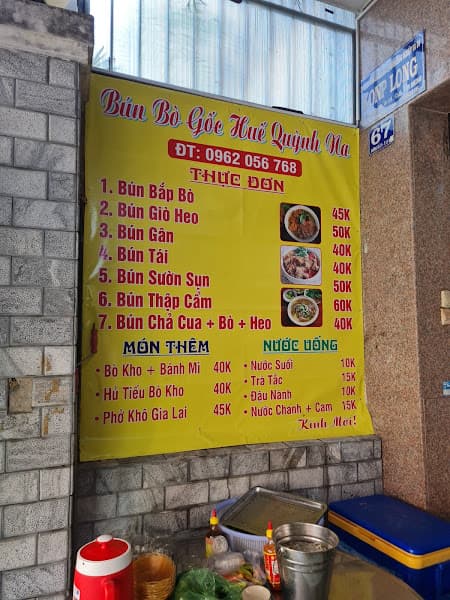 Bún Bò Gốc Huế Quỳnh Na
ĐT: 0962 056 768
THỰC ĐƠN
1. Bún Bắp Bò 45K
2. Bún Giò Heo 50K
3. Bún Gân 40K
4. Bún Tái 40K
5. Bún Sườn Sụn 50K
6. Bún Thập Cẩm 60K
7. Bún Chả Cua + Bò + Heo 40K
MÓN THÊM
• Bò Kho + Bánh Mì 40K
• Hủ Tiếu Bò Kho 40K
• Phở Khô Gia Lai 45K
NƯỚC UỐNG
• Nước Suối 10K
• Trà Tắc 15K
• Đậu Nành 10K
• Nước Chanh + Cam 15K
Kính Mời!
LONG
67